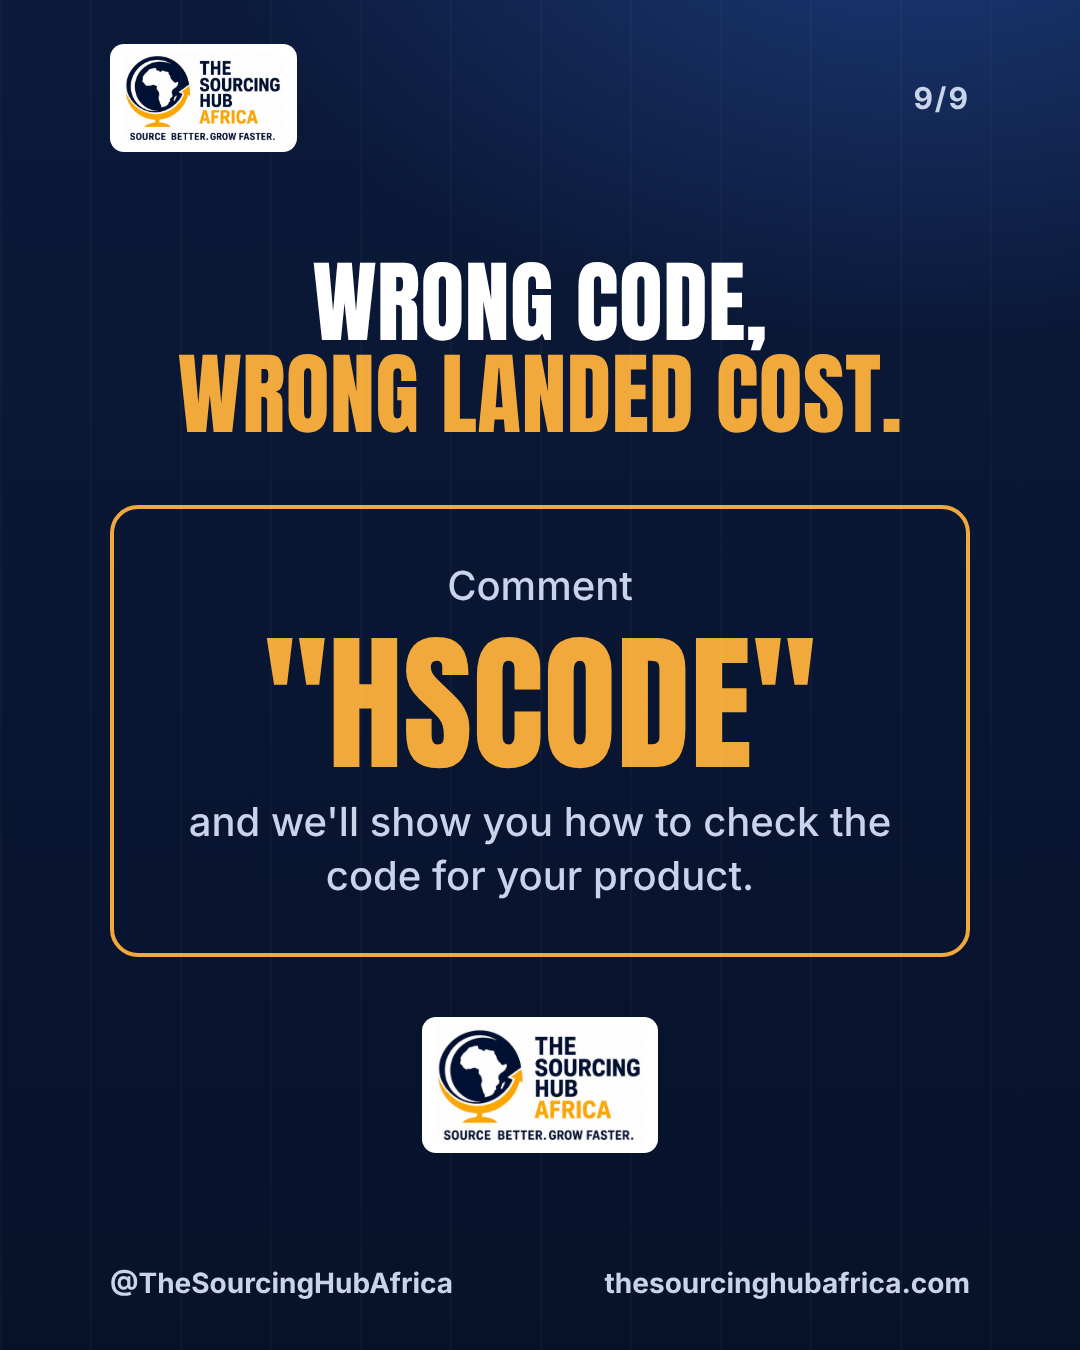 THE
SOURCING
HUB
AFRICA
SOURCE BETTER. GROW FASTER.
9/9
WRONG CODE,
WRONG LANDED COST.
Comment
"HSCODE"
and we'll show you how to check the
code for your product.
THE
SOURCING
HUB
AFRICA
SOURCE BETTER. GROW FASTER.
@TheSourcingHubAfrica
thesourcinghubafrica.com